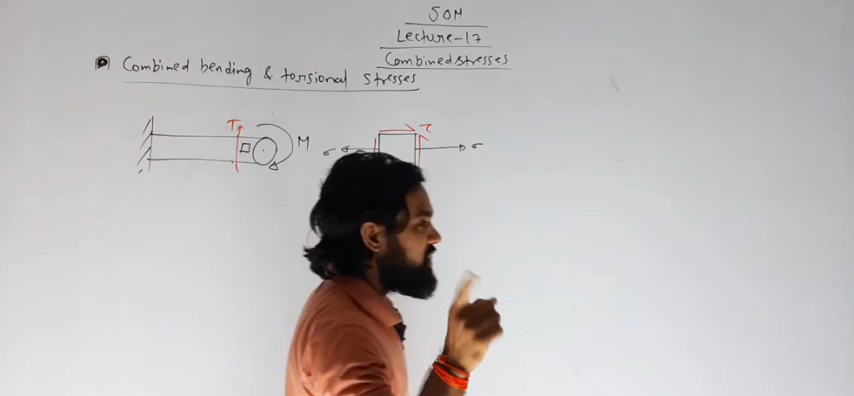 SOM
Lecture-17
Combined stresses
Combined bending & torsional stresses
T
M
τ
σ
σ